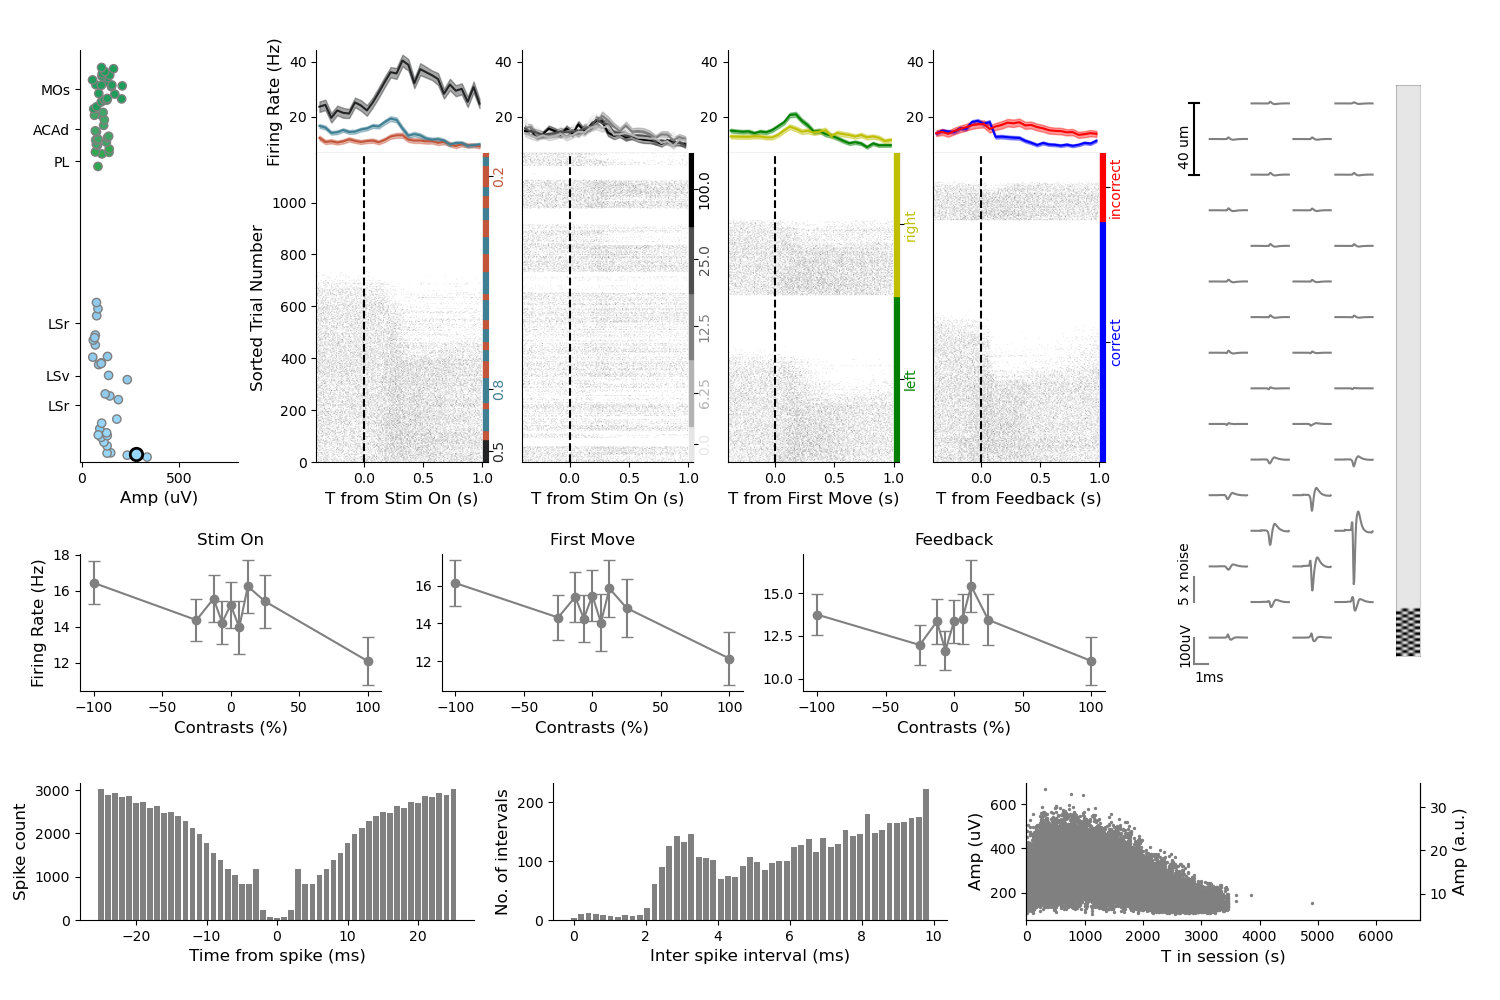 MOs
ACAd
PL
LSr
LSv
LSr
0
500
Amp (uV)
Firing Rate (Hz)
40
20
Sorted Trial Number
1000
800
600
400
200
0
0.2
0.8
0.5
0.0
0.5
1.0
T from Stim On (s)
40
20
100.0
25.0
12.5
6.25
0.0
0.0
0.5
1.0
T from Stim On (s)
40
20
right
left
0.0
0.5
1.0
T from First Move (s)
40
20
incorrect
correct
0.0
0.5
1.0
T from Feedback (s)
40 um
5 x noise
100uV
1ms
Stim On
Firing Rate (Hz)
18
16
14
12
−100
−50
0
50
100
Contrasts (%)
First Move
16
14
12
−100
−50
0
50
100
Contrasts (%)
Feedback
15.0
12.5
10.0
−100
−50
0
50
100
Contrasts (%)
Spike count
3000
2000
1000
0
−20
−10
0
10
20
Time from spike (ms)
No. of intervals
200
100
0
0
2
4
6
8
10
Inter spike interval (ms)
Amp (uV)
600
400
200
0
1000
2000
3000
4000
5000
6000
T in session (s)
30
20
10
Amp (a.u.)